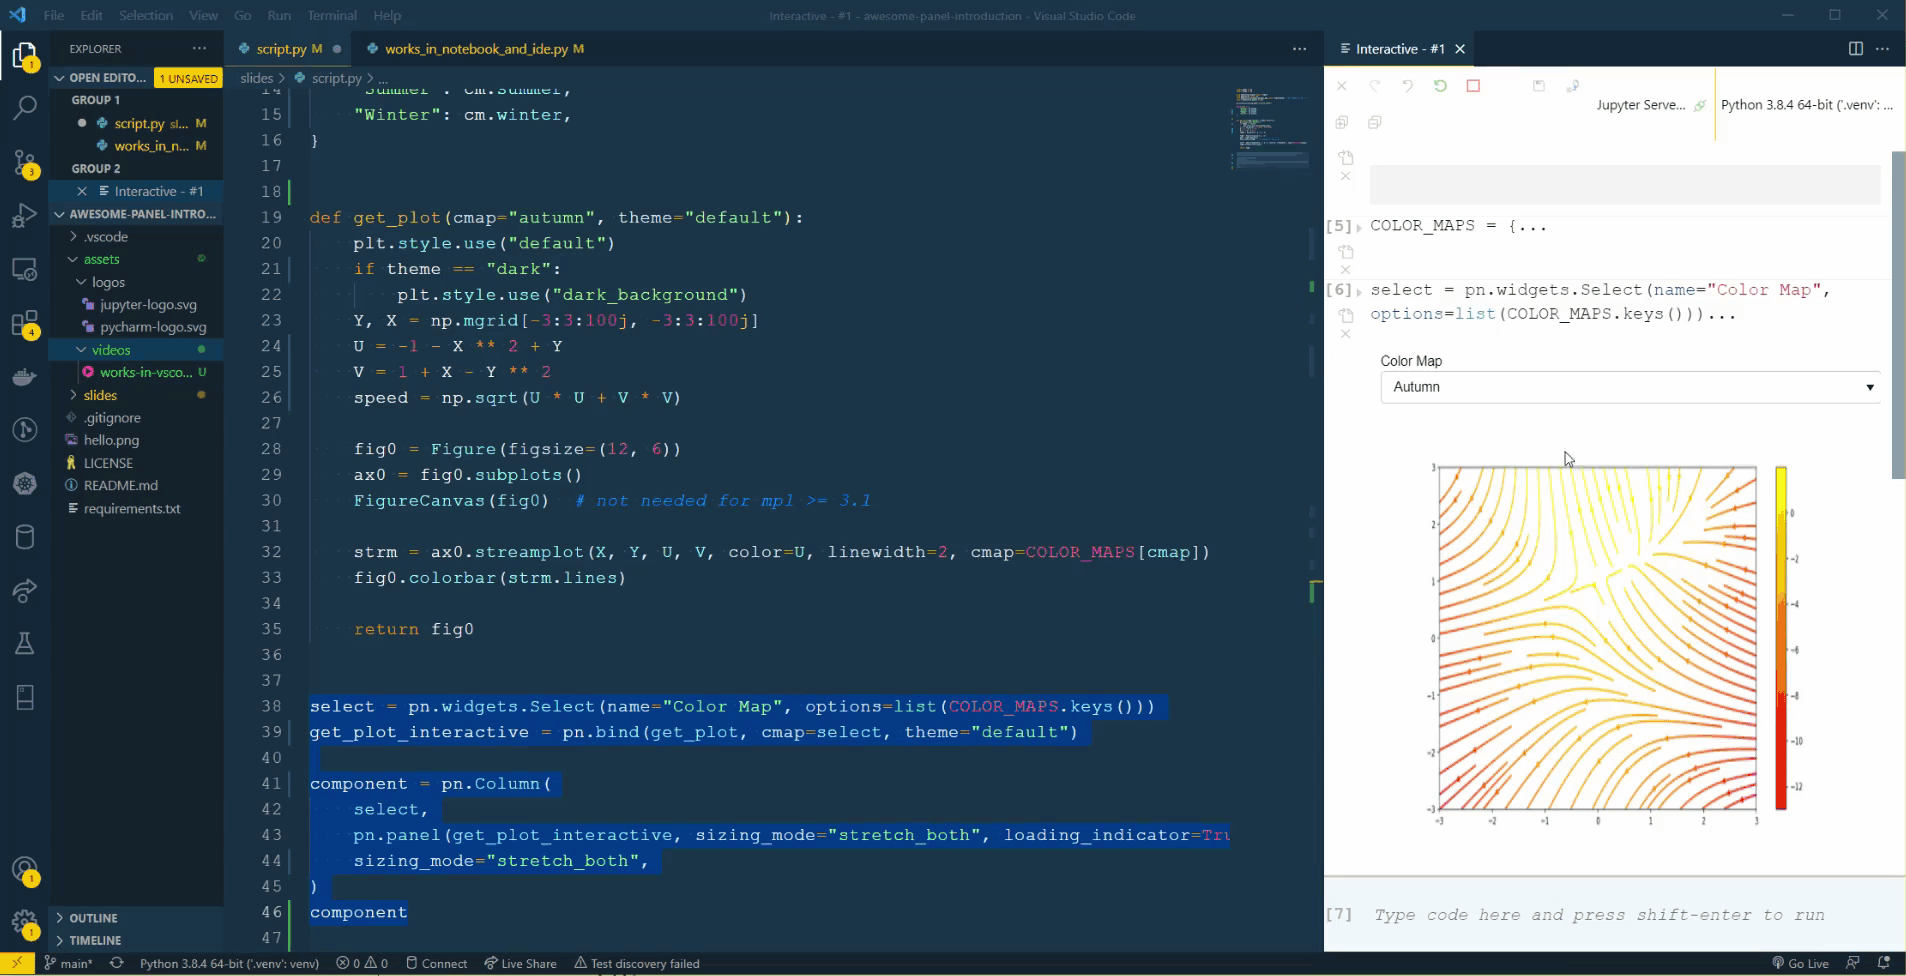 File Edit Selection View Go Run Terminal Help
Interactive - #1 - awesome-panel-introduction - Visual Studio Code
EXPLORER
OPEN EDITO... 1 UNSAVED
GROUP 1
script.py sl... M
works_in_n... M
GROUP 2
Interactive - #1
AWESOME-PANEL-INTRO...
.vscode
assets
logos
jupyter-logo.svg
pycharm-logo.svg
videos
works-in-vsco... U
slides
.gitignore
hello.png
LICENSE
README.md
requirements.txt
OUTLINE
TIMELINE
1
3
4
1
1
script.py M
works_in_notebook_and_ide.py M
slides > script.py > ...
14 "Summer": cm.summer,
15 "Winter": cm.winter,
16 }
17
18
19 def get_plot(cmap="autumn", theme="default"):
20 plt.style.use("default")
21 if theme == "dark":
22 plt.style.use("dark_background")
23 Y, X = np.mgrid[-3:3:100j, -3:3:100j]
24 U = -1 - X ** 2 + Y
25 V = 1 + X - Y ** 2
26 speed = np.sqrt(U * U + V * V)
27
28 fig0 = Figure(figsize=(12, 6))
29 ax0 = fig0.subplots()
30 FigureCanvas(fig0) # not needed for mpl >= 3.1
31
32 strm = ax0.streamplot(X, Y, U, V, color=U, linewidth=2, cmap=COLOR_MAPS[cmap])
33 fig0.colorbar(strm.lines)
34
35 return fig0
36
37
38 select = pn.widgets.Select(name="Color Map", options=list(COLOR_MAPS.keys()))
39 get_plot_interactive = pn.bind(get_plot, cmap=select, theme="default")
40
41 component = pn.Column(
42 select,
43 pn.panel(get_plot_interactive, sizing_mode="stretch_both", loading_indicator=Tru
44 sizing_mode="stretch_both",
45 )
46 component
47
Interactive - #1
Jupyter Serve... Python 3.8.4 64-bit ('.venv': ...
[5] COLOR_MAPS = {...
[6] select = pn.widgets.Select(name="Color Map",
options=list(COLOR_MAPS.keys()))...
Color Map
Autumn
3
2
1
0
-1
-2
-3
-3 -2 -1 0 1 2 3
0
-2
-4
-6
-8
-10
-12
[7] Type code here and press shift-enter to run
main* Python 3.8.4 64-bit ('.venv': venv) 0 0 Connect Live Share Test discovery failed Go Live